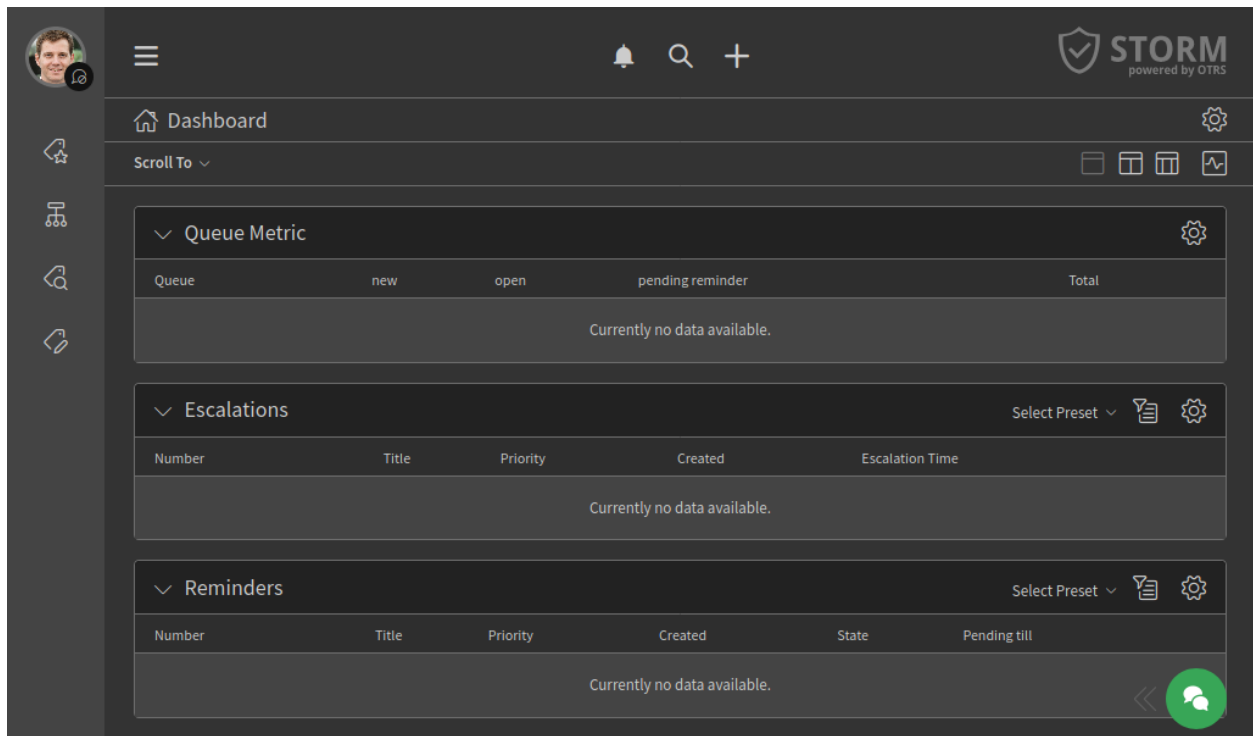 STORM
powered by OTRS
Dashboard
Scroll To
Queue Metric
Queue new open pending reminder Total
Currently no data available.
Escalations Select Preset
Number Title Priority Created Escalation Time
Currently no data available.
Reminders Select Preset
Number Title Priority Created State Pending till
Currently no data available.